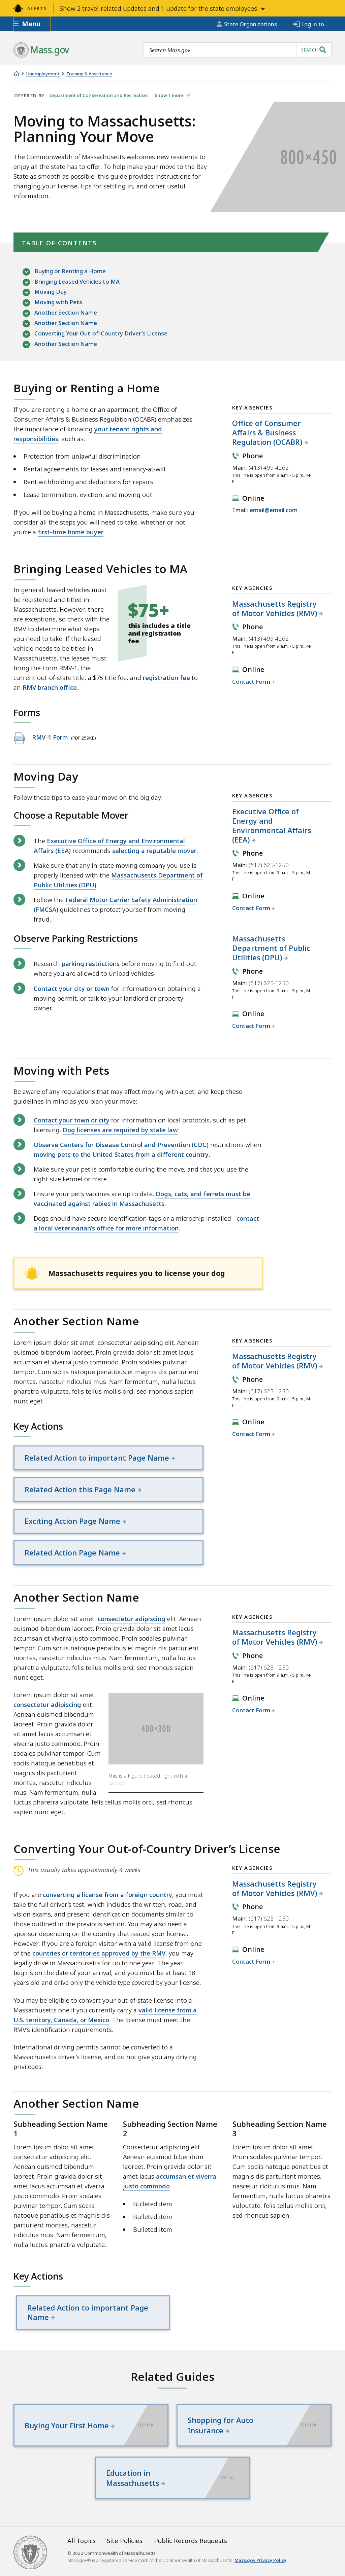 ALERTS Show 2 travel-related updates and 1 update for the state employees.
Menu State Organizations Log in to...
Mass.gov Search Mass.gov SEARCH
Unemployment Training & Assistance
OFFERED BY Department of Conservation and Recreation Show 1 more
Moving to Massachusetts:
Planning Your Move
The Commonwealth of Massachusetts welcomes new residents to
enjoy all the state has to offer. To help make your move to the Bay
State as smooth as possible, this guide provides instructions for
changing your license, tips for settling in, and other useful
information.
800×450
TABLE OF CONTENTS
Buying or Renting a Home
Bringing Leased Vehicles to MA
Moving Day
Moving with Pets
Another Section Name
Another Section Name
Converting Your Out-of-Country Driver's License
Another Section Name
Buying or Renting a Home
If you are renting a home or an apartment, the Office of
Consumer Affairs & Business Regulation (OCABR) emphasizes
the importance of knowing your tenant rights and
responsibilities, such as:
Protection from unlawful discrimination
Rental agreements for leases and tenancy-at-will
Rent withholding and deductions for repairs
Lease termination, eviction, and moving out
If you will be buying a home in Massachusetts, make sure you
consider all the steps you will need to take, whether or not
you're a first-time home buyer.
KEY AGENCIES
Office of Consumer
Affairs & Business
Regulation (OCABR)
Phone
Main: (413) 499-4262
This line is open from 9 a.m. - 5 p.m., M-
F
Online
Email: email@email.com
Bringing Leased Vehicles to MA
In general, leased vehicles must
be registered and titled in
Massachusetts. However, there
are exceptions, so check with the
RMV to determine what steps
you need to take. If the leased
vehicle needs to be titled in
Massachusetts, the leasee must
bring the Form RMV-1, the
current out-of-state title, a $75 title fee, and registration fee to
an RMV branch office.
$75+
this includes a title
and registration
fee
Forms
RMV-1 Form (PDF 259KB)
KEY AGENCIES
Massachusetts Registry
of Motor Vehicles (RMV)
Phone
Main: (413) 499-4262
This line is open from 9 a.m. - 5 p.m., M-
F
Online
Contact Form
Moving Day
Follow these tips to ease your move on the big day:
Choose a Reputable Mover
The Executive Office of Energy and Environmental
Affairs (EEA) recommends selecting a reputable mover.
Make sure that any in-state moving company you use is
properly licensed with the Massachusetts Department of
Public Utilities (DPU).
Follow the Federal Motor Carrier Safety Administration
(FMCSA) guidelines to protect yourself from moving
fraud.
Observe Parking Restrictions
Research parking restrictions before moving to find out
where you are allowed to unload vehicles.
Contact your city or town for information on obtaining a
moving permit, or talk to your landlord or property
owner.
KEY AGENCIES
Executive Office of
Energy and
Environmental Affairs
(EEA)
Phone
Main: (617) 625-1250
This line is open from 9 a.m. - 5 p.m., M-
F
Online
Contact Form
Massachusetts
Department of Public
Utilities (DPU)
Phone
Main: (617) 625-1250
This line is open from 9 a.m. - 5 p.m., M-
F
Online
Contact Form
Moving with Pets
Be aware of any regulations that may affect moving with a pet, and keep these
guidelines in mind as you plan your move:
Contact your town or city for information on local protocols, such as pet
licensing. Dog licenses are required by state law.
Observe Centers for Disease Control and Prevention (CDC) restrictions when
moving pets to the United States from a different country.
Make sure your pet is comfortable during the move, and that you use the
right size kennel or crate.
Ensure your pet's vaccines are up to date. Dogs, cats, and ferrets must be
vaccinated against rabies in Massachusetts.
Dogs should have secure identification tags or a microchip installed - contact
a local veterinarian's office for more information.
Massachusetts requires you to license your dog
Another Section Name
Lorem ipsum dolor sit amet, consectetur adipiscing elit. Aenean
euismod bibendum laoreet. Proin gravida dolor sit amet lacus
accumsan et viverra justo commodo. Proin sodales pulvinar
tempor. Cum sociis natoque penatibus et magnis dis parturient
montes, nascetur ridiculus mus. Nam fermentum, nulla luctus
pharetra vulputate, felis tellus mollis orci, sed rhoncus sapien
nunc eget.
Key Actions
Related Action to important Page Name
Related Action this Page Name
Exciting Action Page Name
Related Action Page Name
KEY AGENCIES
Massachusetts Registry
of Motor Vehicles (RMV)
Phone
Main: (617) 625-1250
This line is open from 9 a.m. - 5 p.m., M-
F
Online
Contact Form
Another Section Name
Lorem ipsum dolor sit amet, consectetur adipiscing elit. Aenean
euismod bibendum laoreet. Proin gravida dolor sit amet lacus
accumsan et viverra justo commodo. Proin sodales pulvinar
tempor. Cum sociis natoque penatibus et magnis dis parturient
montes, nascetur ridiculus mus. Nam fermentum, nulla luctus
pharetra vulputate, felis tellus mollis orci, sed rhoncus sapien
nunc eget.
Lorem ipsum dolor sit amet,
consectetur adipiscing elit.
Aenean euismod bibendum
laoreet. Proin gravida dolor sit
amet lacus accumsan et viverra
justo commodo. Proin sodales
pulvinar tempor. Cum sociis
natoque penatibus et magnis
dis parturient montes, nascetur
ridiculus mus. Nam
fermentum, nulla luctus pharetra vulputate, felis tellus mollis orci, sed rhoncus
sapien nunc eget.
400×300
This is a Figure floated right with a
caption
KEY AGENCIES
Massachusetts Registry
of Motor Vehicles (RMV)
Phone
Main: (617) 625-1250
This line is open from 9 a.m. - 5 p.m., M-
F
Online
Contact Form
Converting Your Out-of-Country Driver's License
This usually takes approximately 4 weeks
If you are converting a license from a foreign country, you must
take the full driver's test, which includes the written, road, and
vision exams, and show all required documents. You must also
obtain these documents without the status of visitor.
Permitting procedures vary depending on your country of
issuance. However, if you are a foreign visitor with a valid license from one
of the countries or territories approved by the RMV, you may
legally drive in Massachusetts for up to one year. The year
begins on the date of arrival, and you must be at least 18 years
old and drive only the vehicle type covered by your license.
You may be eligible to convert your out-of-state license into a
Massachusetts one if you currently carry a valid license from a
U.S. territory, Canada, or Mexico. The license must meet the
RMV's identification requirements.
International driving permits cannot be converted to a
Massachusetts driver's license, and do not give you any driving
privileges.
KEY AGENCIES
Massachusetts Registry
of Motor Vehicles (RMV)
Phone
Main: (617) 625-1250
This line is open from 9 a.m. - 5 p.m., M-
F
Online
Contact Form
Another Section Name
Subheading Section Name
1
Lorem ipsum dolor sit amet,
consectetur adipiscing elit.
Aenean euismod bibendum
laoreet. Proin gravida dolor sit
amet lacus accumsan et viverra
justo commodo. Proin sodales
pulvinar tempor. Cum sociis
natoque penatibus et magnis
dis parturient montes, nascetur
ridiculus mus. Nam fermentum,
nulla luctus pharetra vulputate.
Subheading Section Name
2
Consectetur adipiscing elit.
Aenean euismod bibendum
laoreet. Proin gravida dolor sit
amet lacus accumsan et viverra
justo commodo.
Bulleted item
Bulleted item
Bulleted item
Subheading Section Name
3
Lorem ipsum dolor sit amet.
Proin sodales pulvinar tempor.
Cum sociis natoque penatibus
et magnis dis parturient
montes, nascetur ridiculus
mus. Nam fermentum, nulla
luctus pharetra vulputate, felis
tellus mollis orci, sed rhoncus
sapien.
Key Actions
Related Action to important Page
Name
Related Guides
Buying Your First Home
Shopping for Auto
Insurance
Education in
Massachusetts
All Topics Site Policies Public Records Requests
© 2022 Commonwealth of Massachusetts.
Mass.gov® is a registered service mark of the Commonwealth of Massachusetts. Mass.gov Privacy Policy